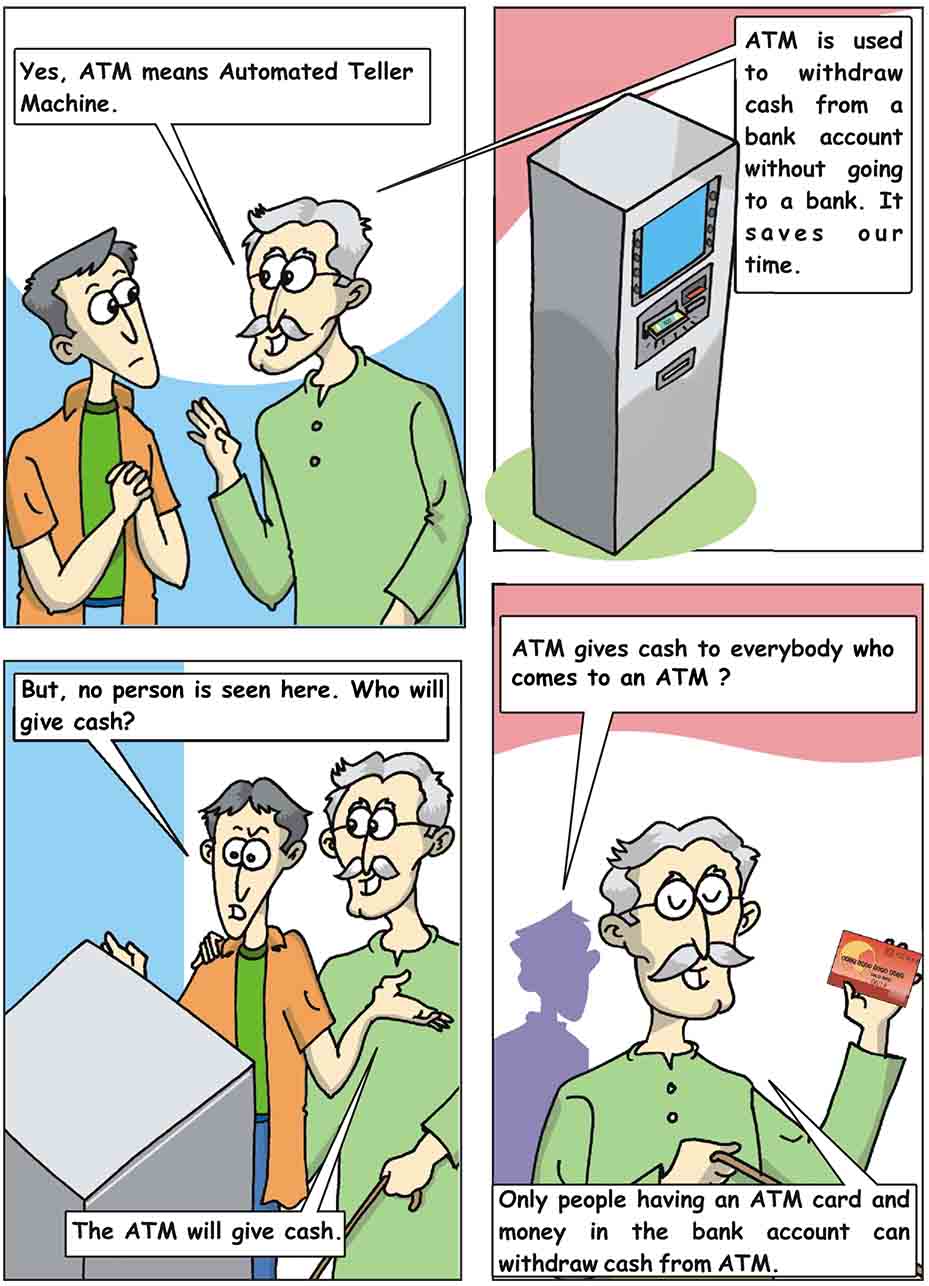 Yes, ATM means Automated Teller
Machine.
ATM is used
to withdraw
cash from a
bank account
without going
to a bank. It
saves our
time.
But, no person is seen here. Who will
give cash?
The ATM will give cash.
ATM gives cash to everybody who
comes to an ATM ?
Only people having an ATM card and
money in the bank account can
withdraw cash from ATM.